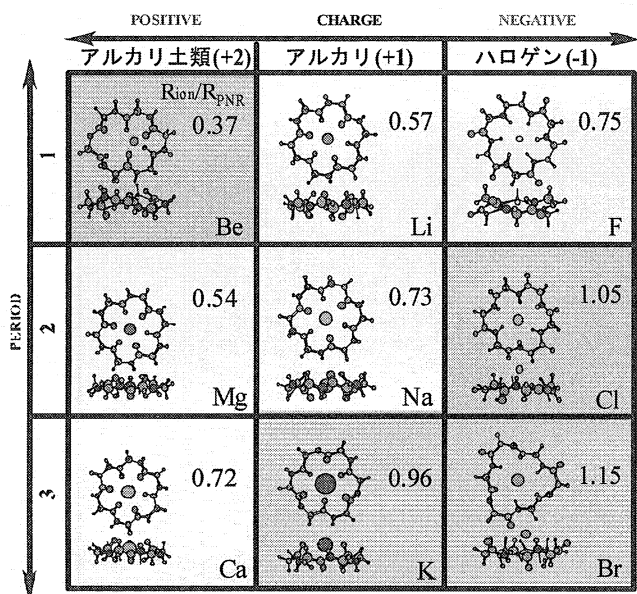 POSITIVE CHARGE NEGATIVE
アルカリ土類(+2) アルカリ(+1) ハロゲン(-1)
PERIOD
1
Rion/RPNR
0.37
Be
0.57
Li
0.75
F
2
0.54
Mg
0.73
Na
1.05
Cl
3
0.72
Ca
0.96
K
1.15
Br